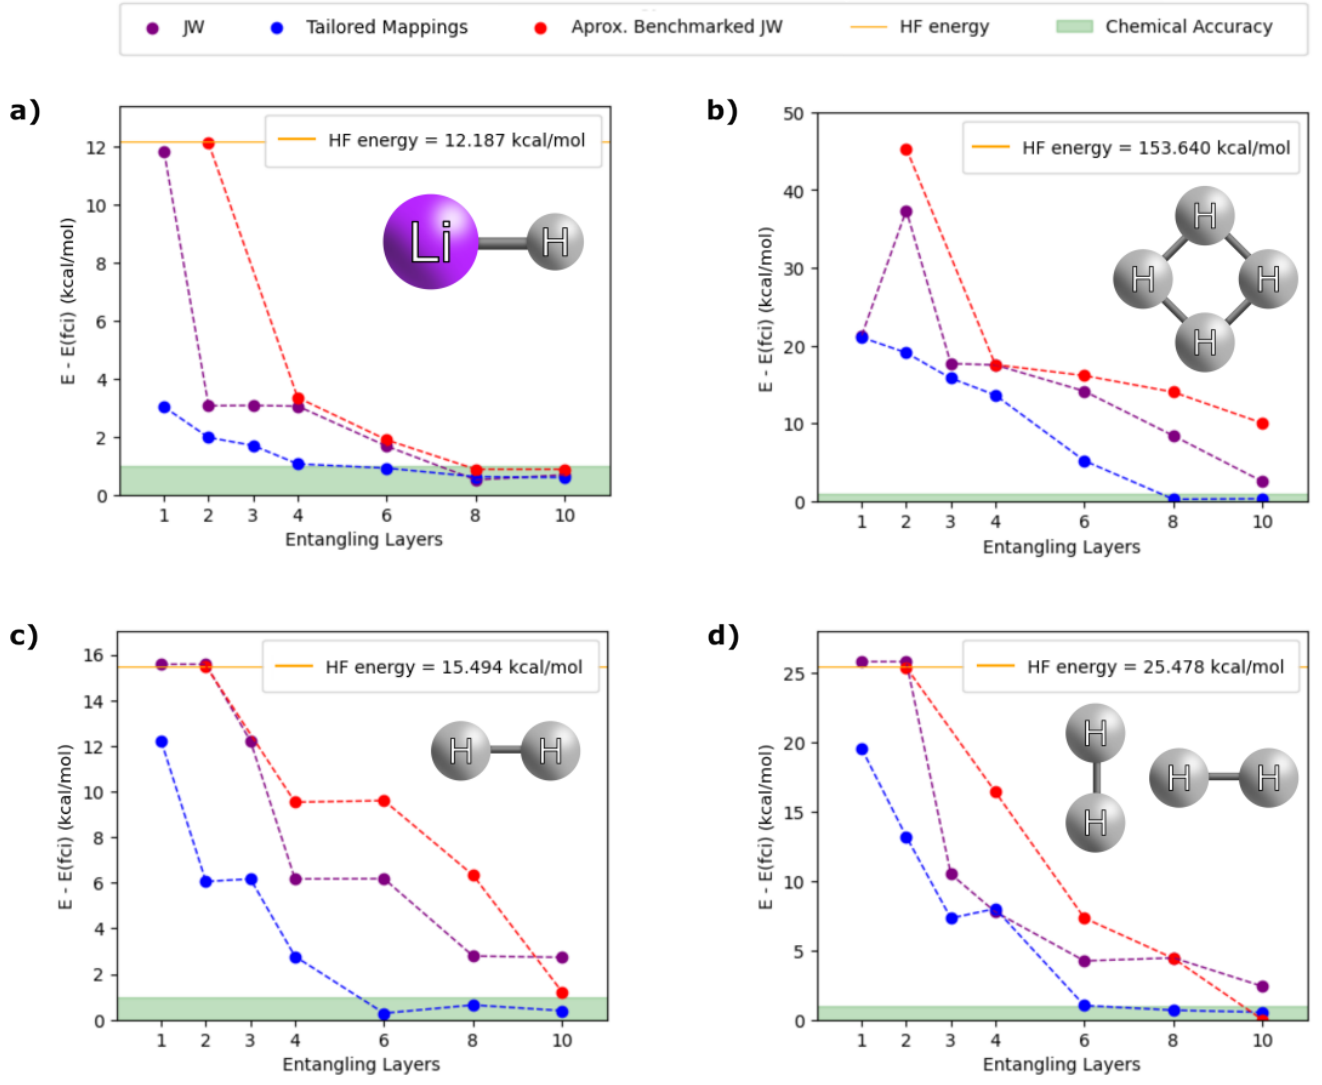 JW Tailored Mappings Aprox. Benchmarked JW HF energy Chemical Accuracy
a)
HF energy = 12.187 kcal/mol
Li H
E - E(fci) (kcal/mol)
12
10
8
6
4
2
0
1 2 3 4 6 8 10
Entangling Layers
b)
HF energy = 153.640 kcal/mol
H
H H
H
E - E(fci) (kcal/mol)
50
40
30
20
10
0
1 2 3 4 6 8 10
Entangling Layers
c)
HF energy = 15.494 kcal/mol
H H
E - E(fci) (kcal/mol)
16
14
12
10
8
6
4
2
0
1 2 3 4 6 8 10
Entangling Layers
d)
HF energy = 25.478 kcal/mol
H
H H
H
E - E(fci) (kcal/mol)
25
20
15
10
5
0
1 2 3 4 6 8 10
Entangling Layers